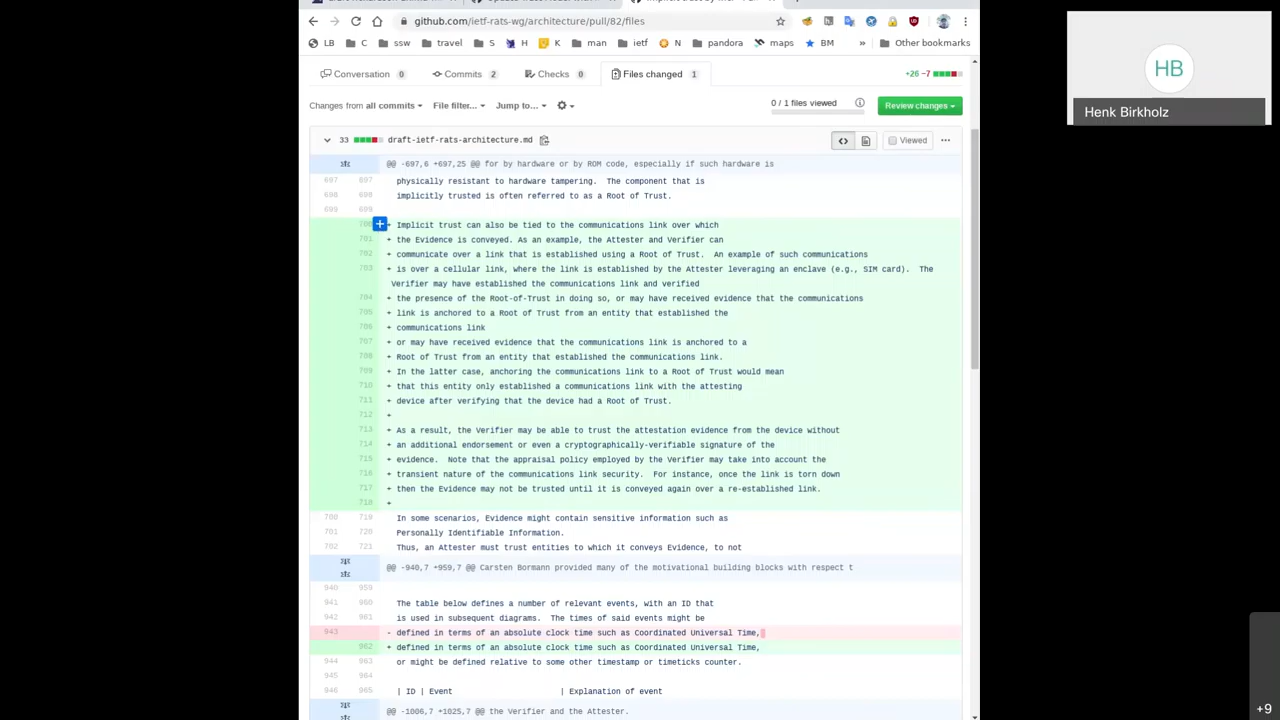 github.com/ietf-rats-wg/architecture/pull/82/files
LB C ssw travel S H K man ietf N pandora maps BM » Other bookmarks
Conversation 0 Commits 2 Checks 0 Files changed 1 +26 −7
Changes from all commits File filter... Jump to... 0 / 1 files viewed Review changes
33 draft-ietf-rats-architecture.md Viewed ...
@@ -697,6 +697,25 @@ for by hardware or by ROM code, especially if such hardware is
697 697 physically resistant to hardware tampering. The component that is
698 698 implicitly trusted is often referred to as a Root of Trust.
699 699
700 + Implicit trust can also be tied to the communications link over which
701 + the Evidence is conveyed. As an example, the Attester and Verifier can
702 + communicate over a link that is established using a Root of Trust. An example of such communications
703 + is over a cellular link, where the link is established by the Attester leveraging an enclave (e.g., SIM card). The
Verifier may have established the communications link and verified
704 + the presence of the Root-of-Trust in doing so, or may have received evidence that the communications
705 + link is anchored to a Root of Trust from an entity that established the
706 + communications link
707 + or may have received evidence that the communications link is anchored to a
708 + Root of Trust from an entity that established the communications link.
709 + In the latter case, anchoring the communications link to a Root of Trust would mean
710 + that this entity only established a communications link with the attesting
711 + device after verifying that the device had a Root of Trust.
712 +
713 + As a result, the Verifier may be able to trust the attestation evidence from the device without
714 + an additional endorsement or even a cryptographically-verifiable signature of the
715 + evidence. Note that the appraisal policy employed by the Verifier may take into account the
716 + transient nature of the communications link security. For instance, once the link is torn down
717 + then the Evidence may not be trusted until it is conveyed again over a re-established link.
718 +
700 719 In some scenarios, Evidence might contain sensitive information such as
701 720 Personally Identifiable Information.
702 721 Thus, an Attester must trust entities to which it conveys Evidence, to not
@@ -940,7 +959,7 @@ Carsten Bormann provided many of the motivational building blocks with respect t
940 959
941 960 The table below defines a number of relevant events, with an ID that
942 961 is used in subsequent diagrams. The times of said events might be
943 - defined in terms of an absolute clock time such as Coordinated Universal Time,
962 + defined in terms of an absolute clock time such as Coordinated Universal Time,
944 963 or might be defined relative to some other timestamp or timeticks counter.
945 964
946 965 | ID | Event | Explanation of event
@@ -1006,7 +1025,7 @@ the Verifier and the Attester.
HB
Henk Birkholz
+9